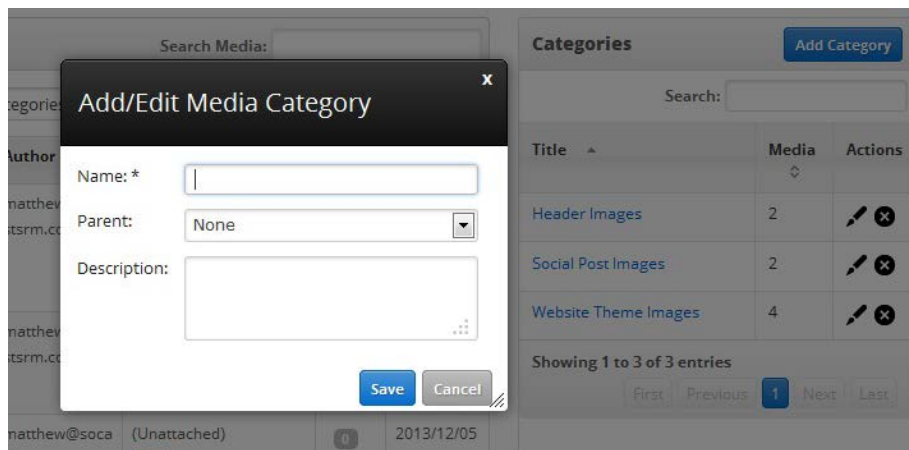 Search Media:
Categories
Add Category
x
Add/Edit Media Category
Search:
Author
Title
Media
Actions
Name: *
Parent:
None
Header Images
2
Description:
Social Post Images
2
Website Theme Images
4
Showing 1 to 3 of 3 entries
First Previous 1 Next Last
Save Cancel
matthew@soca (Unattached) 0 2013/12/05